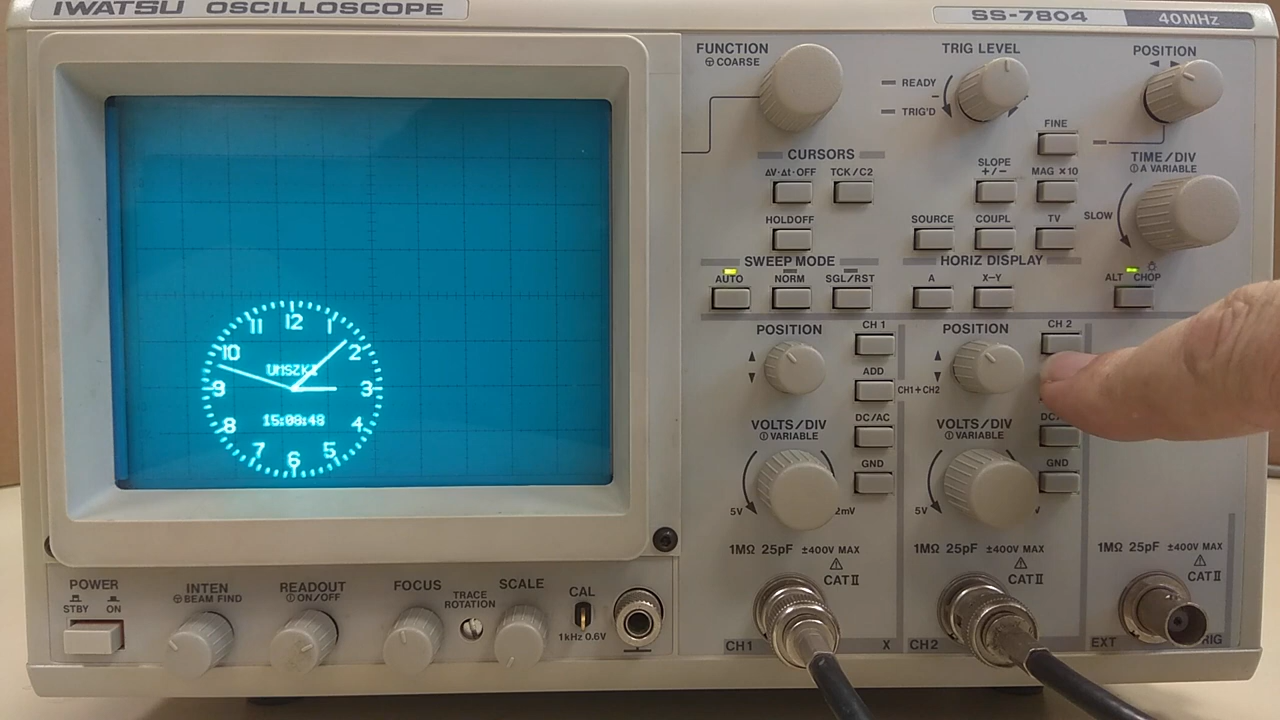 IWATSU OSCILLOSCOPE
SS-7804 40MHz
FUNCTION
COARSE
TRIG LEVEL
READY
TRIG'D
POSITION
FINE
CURSORS
ΔV·Δt·OFF TCK/C2
HOLDOFF
SLOPE
+/−
MAG ×10
TIME/DIV
A VARIABLE
SLOW
SOURCE COUPL TV
SWEEP MODE
AUTO NORM SGL/RST
HORIZ DISPLAY
A X-Y
ALT CHOP
12
11 1
10 2
9 3
8 4
7 5
6
15:08:48
POSITION
CH 1
ADD
CH1+CH2
DC/AC
GND
VOLTS/DIV
VARIABLE
5V 2mV
POSITION
CH 2
VOLTS/DIV
VARIABLE
GND
5V
1MΩ 25pF ±400V MAX
CAT II
CH1 X
1MΩ 25pF ±400V MAX
CAT II
CH2
1MΩ 25pF ±400V MAX
CAT II
EXT
POWER
STBY ON
INTEN
BEAM FIND
READOUT
ON/OFF
FOCUS
TRACE
ROTATION
SCALE
CAL
1kHz 0.6V